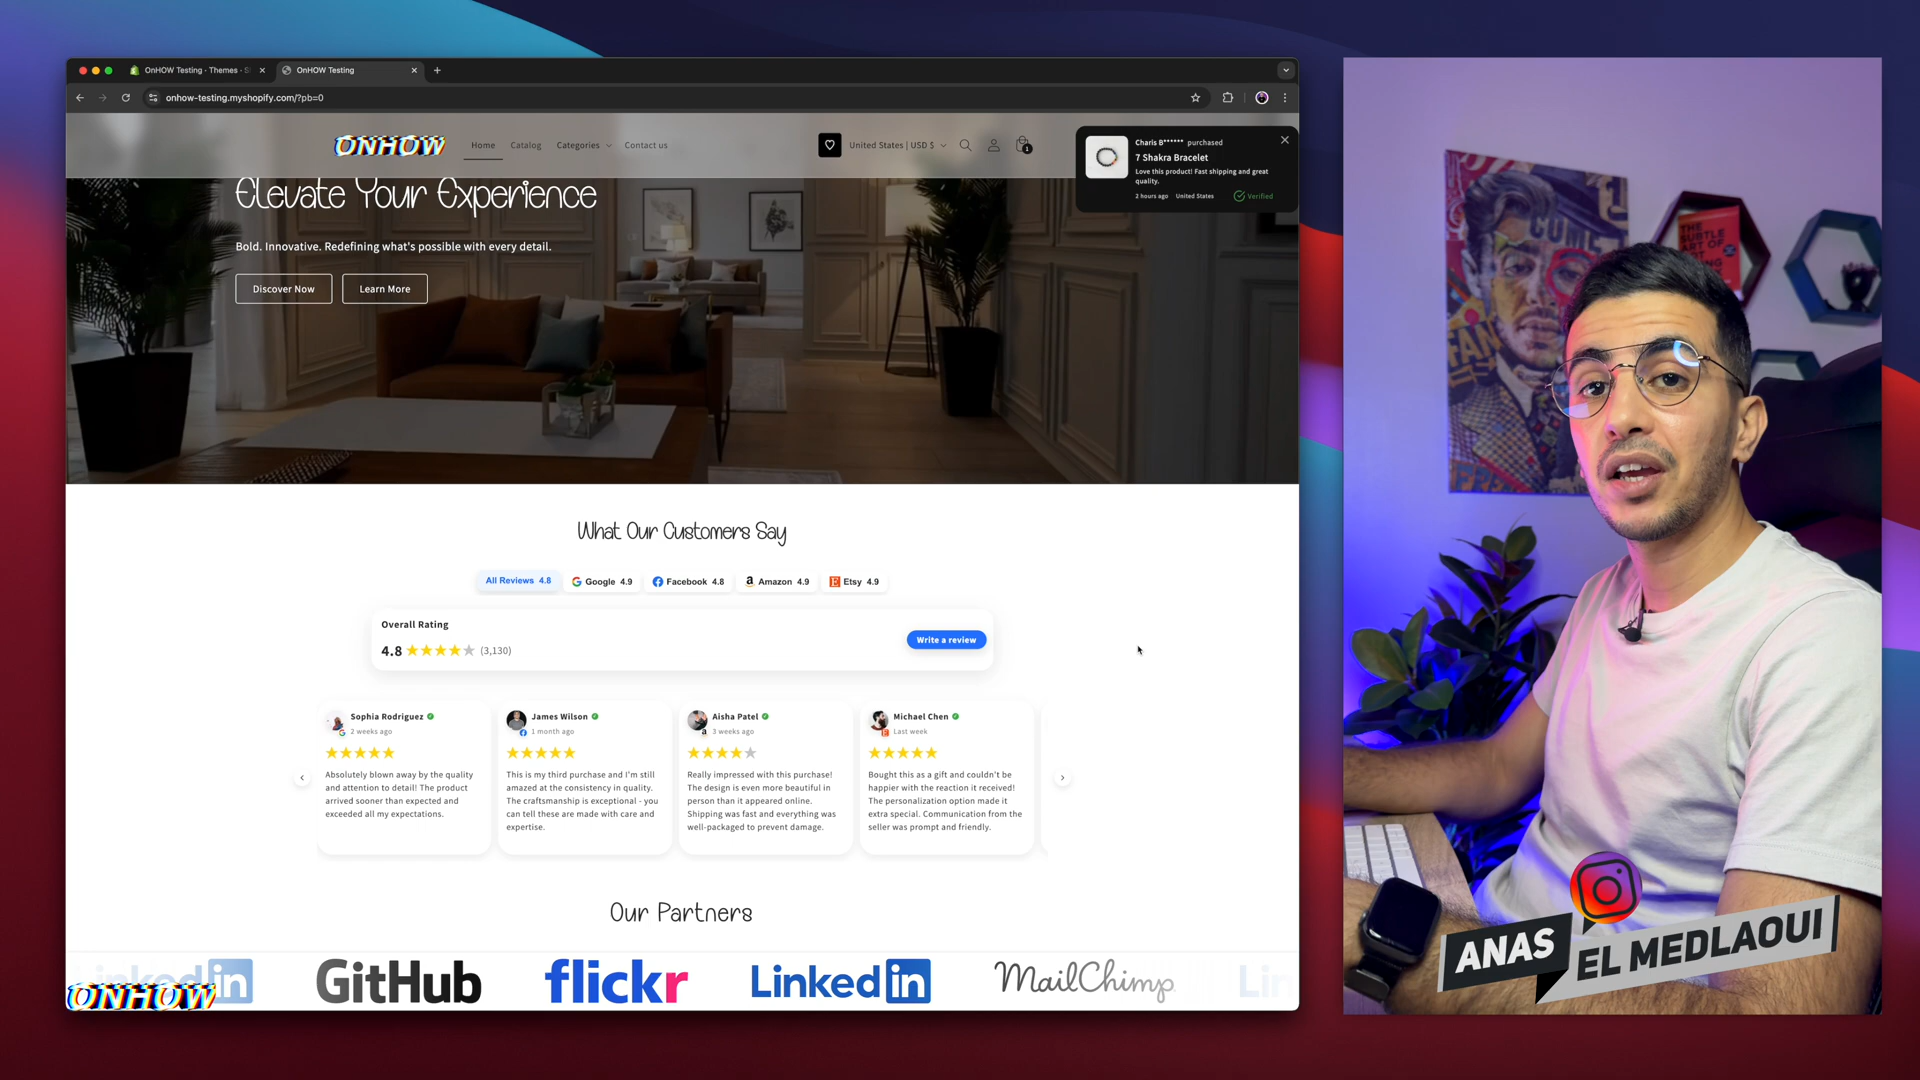 OnHOW Testing · Themes · S
OnHOW Testing
onhow-testing.myshopify.com/?pb=0
ONHOW
Home
Catalog
Categories
Contact us
United States | USD $
1
Charis B****** purchased
7 Shakra Bracelet
Love this product! Fast shipping and great
quality.
2 hours ago
United States
Verified
Elevate Your Experience
Bold. Innovative. Redefining what's possible with every detail.
Discover Now
Learn More
What Our Customers Say
All Reviews 4.8
Google 4.9
Facebook 4.8
Amazon 4.9
Etsy 4.9
Overall Rating
4.8
(3,130)
Write a review
Sophia Rodriguez
2 weeks ago
Absolutely blown away by the quality
and attention to detail! The product
arrived sooner than expected and
exceeded all my expectations.
James Wilson
1 month ago
This is my third purchase and I'm still
amazed at the consistency in quality.
The craftsmanship is exceptional - you
can tell these are made with care and
expertise.
Aisha Patel
3 weeks ago
Really impressed with this purchase!
The design is even more beautiful in
person than it appeared online.
Shipping was fast and everything was
well-packaged to prevent damage.
Michael Chen
Last week
Bought this as a gift and couldn't be
happier with the reaction it received!
The personalization option made it
extra special. Communication from the
seller was prompt and friendly.
Our Partners
Linkedin
GitHub
flickr
Linkedin
MailChimp
Lin
ONHOW
THE
SUBTLE
ART OF
COME
FAN
ANAS
EL MEDLAOUI